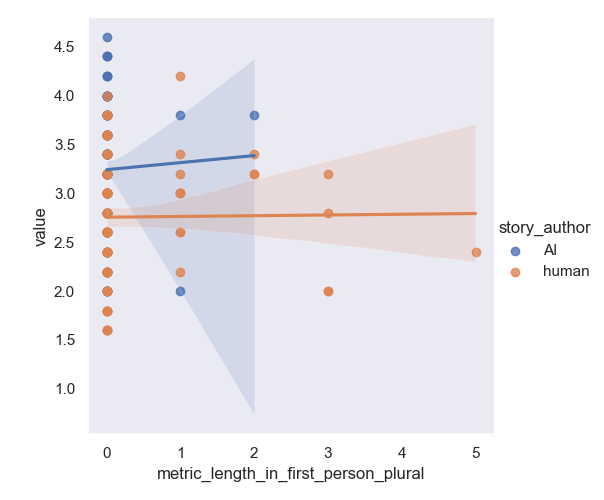 4.5
4.0
3.5
3.0
2.5
2.0
1.5
1.0
value
0 1 2 3 4 5
metric_length_in_first_person_plural
story_author
AI
human